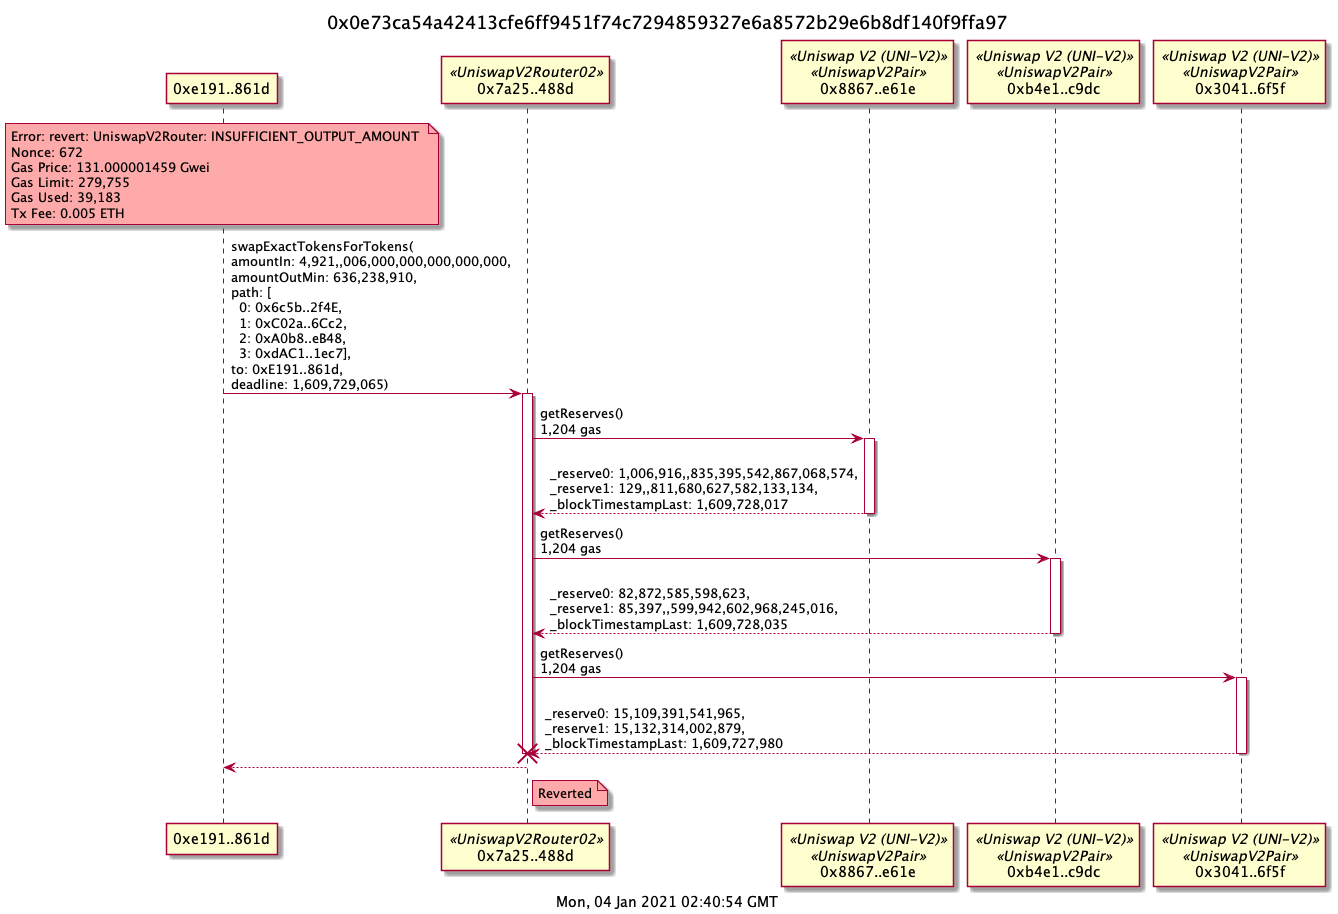 0x0e73ca54a42413cfe6ff9451f74c7294859327e6a8572b29e6b8df140f9ffa97
0xe191..861d
«UniswapV2Router02»
0x7a25..488d
«Uniswap V2 (UNI-V2)»
«UniswapV2Pair»
0x8867..e61e
«Uniswap V2 (UNI-V2)»
«UniswapV2Pair»
0xb4e1..c9dc
«Uniswap V2 (UNI-V2)»
«UniswapV2Pair»
0x3041..6f5f
Error: revert: UniswapV2Router: INSUFFICIENT_OUTPUT_AMOUNT
Nonce: 672
Gas Price: 131.000001459 Gwei
Gas Limit: 279,755
Gas Used: 39,183
Tx Fee: 0.005 ETH
swapExactTokensForTokens(
amountIn: 4,921,,006,000,000,000,000,000,
amountOutMin: 636,238,910,
path: [
0: 0x6c5b..2f4E,
1: 0xC02a..6Cc2,
2: 0xA0b8..eB48,
3: 0xdAC1..1ec7],
to: 0xE191..861d,
deadline: 1,609,729,065)
getReserves()
1,204 gas
_reserve0: 1,006,916,,835,395,542,867,068,574,
_reserve1: 129,,811,680,627,582,133,134,
_blockTimestampLast: 1,609,728,017
getReserves()
1,204 gas
_reserve0: 82,872,585,598,623,
_reserve1: 85,397,,599,942,602,968,245,016,
_blockTimestampLast: 1,609,728,035
getReserves()
1,204 gas
_reserve0: 15,109,391,541,965,
_reserve1: 15,132,314,002,879,
_blockTimestampLast: 1,609,727,980
Reverted
0xe191..861d
«UniswapV2Router02»
0x7a25..488d
«Uniswap V2 (UNI-V2)»
«UniswapV2Pair»
0x8867..e61e
«Uniswap V2 (UNI-V2)»
«UniswapV2Pair»
0xb4e1..c9dc
«Uniswap V2 (UNI-V2)»
«UniswapV2Pair»
0x3041..6f5f
Mon, 04 Jan 2021 02:40:54 GMT